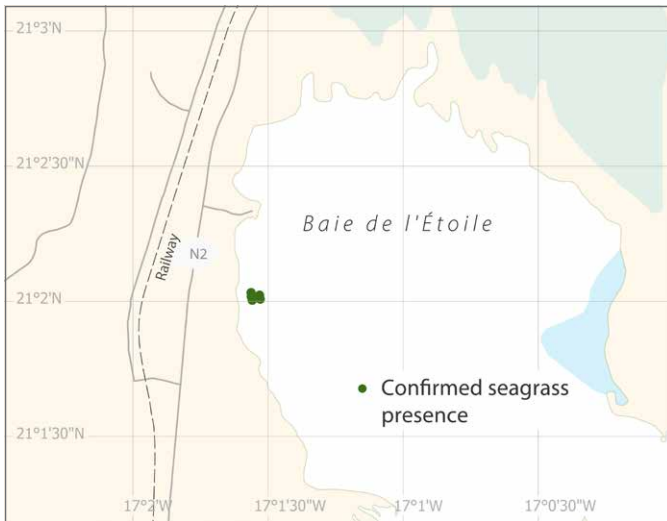 21°3'N
21°2'30"N
Baie de l'Étoile
Railway
N2
21°2'N
Confirmed seagrass
presence
21°1'30"N
17°2'W
17°1'30"W
17°1'W
17°0'30"W